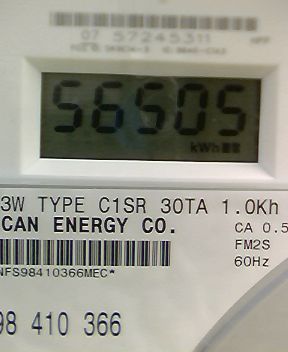 07 57245311
56505
kWh
3W TYPE C1SR 30TA 1.0Kh
CAN ENERGY CO.
CA 0.5
FM2S
60Hz
NFS98410366MEC*
98 410 366